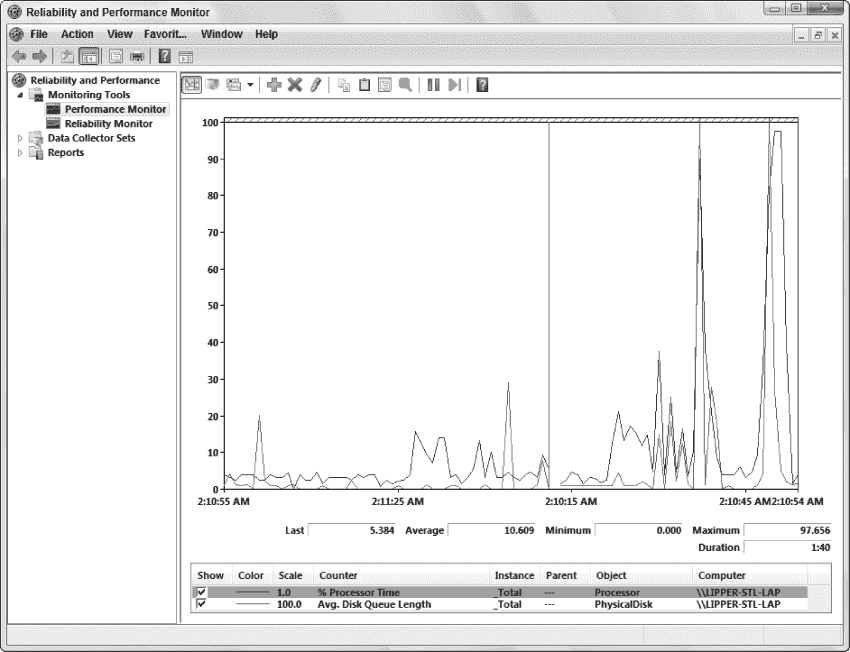 Reliability and Performance Monitor
File Action View Favorit... Window Help
Reliability and Performance
Monitoring Tools
Performance Monitor
Reliability Monitor
Data Collector Sets
Reports
100
90
80
70
60
50
40
30
20
10
0
2:10:55 AM 2:11:25 AM 2:10:15 AM 2:10:45 AM2:10:54 AM
Last 5.384 Average 10.609 Minimum 0.000 Maximum 97.656
Duration 1:40
Show Color Scale Counter Instance Parent Object Computer
1.0 % Processor Time _Total --- Processor \\LIPPER-STL-LAP
100.0 Avg. Disk Queue Length _Total --- PhysicalDisk \\LIPPER-STL-LAP